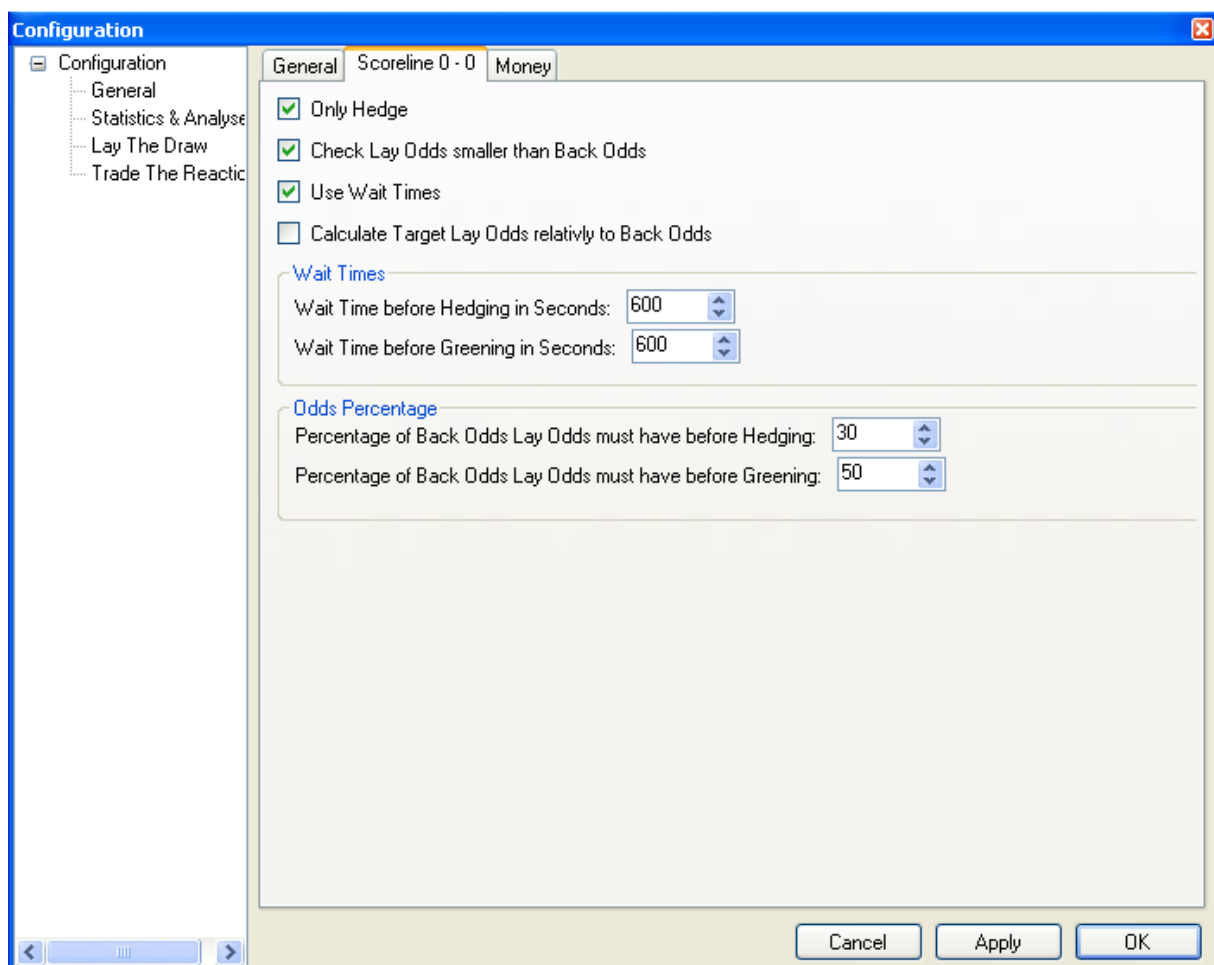 Configuration
Configuration
General
Statistics & Analyse
Lay The Draw
Trade The Reactic
General
Scoreline 0 - 0
Money
Only Hedge
Check Lay Odds smaller than Back Odds
Use Wait Times
Calculate Target Lay Odds relativly to Back Odds
Wait Times
Wait Time before Hedging in Seconds: 600
Wait Time before Greening in Seconds: 600
Odds Percentage
Percentage of Back Odds Lay Odds must have before Hedging: 30
Percentage of Back Odds Lay Odds must have before Greening: 50
Cancel
Apply
OK